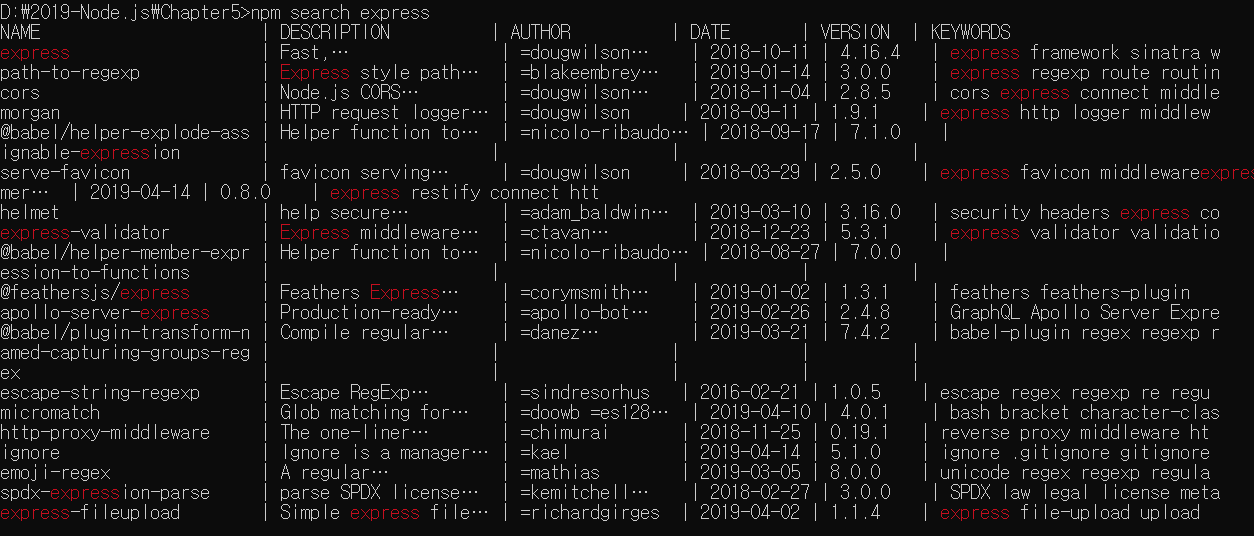 D:₩2019-Node.js₩Chapter5>npm search express
NAME | DESCRIPTION | AUTHOR | DATE | VERSION | KEYWORDS
express | Fast,… | =dougwilson… | 2018-10-11 | 4.16.4 | express framework sinatra w
path-to-regexp | Express style path… | =blakeembrey… | 2019-01-14 | 3.0.0 | express regexp route routin
cors | Node.js CORS… | =dougwilson… | 2018-11-04 | 2.8.5 | cors express connect middle
morgan | HTTP request logger… | =dougwilson | 2018-09-11 | 1.9.1 | express http logger middlew
@babel/helper-explode-ass | Helper function to… | =nicolo-ribaudo… | 2018-09-17 | 7.1.0 |
ignable-expression | | | | |
serve-favicon | favicon serving… | =dougwilson | 2018-03-29 | 2.5.0 | express favicon middlewareexpres
mer… | 2019-04-14 | 0.8.0 | express restify connect htt
helmet | help secure… | =adam_baldwin… | 2019-03-10 | 3.16.0 | security headers express co
express-validator | Express middleware… | =ctavan… | 2018-12-23 | 5.3.1 | express validator validatio
@babel/helper-member-expr | Helper function to… | =nicolo-ribaudo… | 2018-08-27 | 7.0.0 |
ession-to-functions | | | | |
@feathersjs/express | Feathers Express… | =corymsmith… | 2019-01-02 | 1.3.1 | feathers feathers-plugin
apollo-server-express | Production-ready… | =apollo-bot… | 2019-02-26 | 2.4.8 | GraphQL Apollo Server Expre
@babel/plugin-transform-n | Compile regular… | =danez… | 2019-03-21 | 7.4.2 | babel-plugin regex regexp r
amed-capturing-groups-reg | | | | |
ex | | | | |
escape-string-regexp | Escape RegExp… | =sindresorhus | 2016-02-21 | 1.0.5 | escape regex regexp re regu
micromatch | Glob matching for… | =doowb =es128… | 2019-04-10 | 4.0.1 | bash bracket character-clas
http-proxy-middleware | The one-liner… | =chimurai | 2018-11-25 | 0.19.1 | reverse proxy middleware ht
ignore | Ignore is a manager… | =kael | 2019-04-14 | 5.1.0 | ignore .gitignore gitignore
emoji-regex | A regular… | =mathias | 2019-03-05 | 8.0.0 | unicode regex regexp regula
spdx-expression-parse | parse SPDX license… | =kemitchell… | 2018-02-27 | 3.0.0 | SPDX law legal license meta
express-fileupload | Simple express file… | =richardgirges | 2019-04-02 | 1.1.4 | express file-upload upload